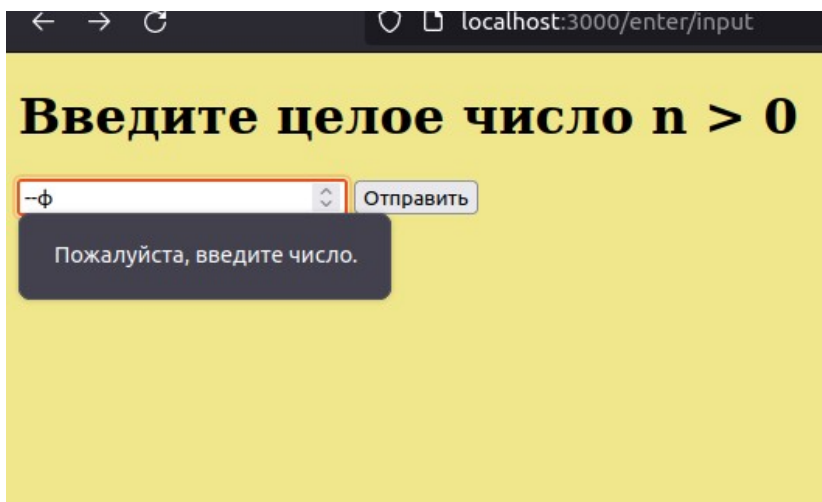 localhost:3000/enter/input
Введите целое число n > 0
--ф Отправить
Пожалуйста, введите число.